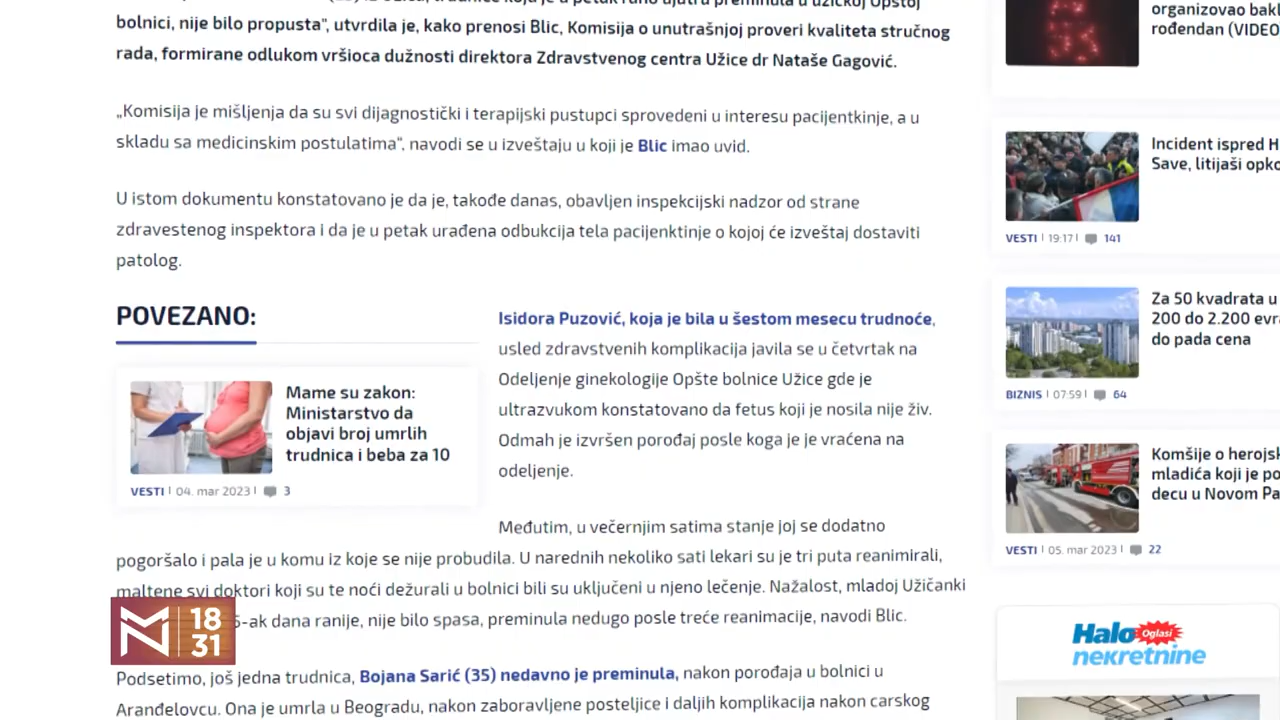 bolnici, nije bilo propusta", utvrdila je, kako prenosi Blic, Komisija o unutrašnjoj proveri kvaliteta stručnog
rada, formirane odlukom vršioca dužnosti direktora Zdravstvenog centra Užice dr Nataše Gagović.
„Komisija je mišljenja da su svi dijagnostički i terapijski pustupci sprovedeni u interesu pacijentkinje, a u
skladu sa medicinskim postulatima“, navodi se u izveštaju u koji je Blic imao uvid.
U istom dokumentu konstatovano je da je, takođe danas, obavljen inspekcijski nadzor od strane
zdravestenog inspektora i da je u petak urađena odbukcija tela pacijenktinje o kojoj će izveštaj dostaviti
patolog.
POVEZANO:
Mame su zakon:
Ministarstvo da
objavi broj umrlih
trudnica i beba za 10
VESTI | 04. mar 2023 | 3
Isidora Puzović, koja je bila u šestom mesecu trudnoće,
usled zdravstvenih komplikacija javila se u četvrtak na
Odeljenje ginekologije Opšte bolnice Užice gde je
ultrazvukom konstatovano da fetus koji je nosila nije živ.
Odmah je izvršen porođaj posle koga je je vraćena na
odeljenje.
Međutim, u večernjim satima stanje joj se dodatno
pogoršalo i pala je u komu iz koje se nije probudila. U narednih nekoliko sati lekari su je tri puta reanimirali,
maltene svi doktori koji su te noći dežurali u bolnici bili su uključeni u njeno lečenje. Nažalost, mladoj Užičanki
5-ak dana ranije, nije bilo spasa, preminula nedugo posle treće reanimacije, navodi Blic.
Podsetimo, još jedna trudnica, Bojana Sarić (35) nedavno je preminula, nakon porođaja u bolnici u
Aranđelovcu. Ona je umrla u Beogradu, nakon zaboravljene posteljice i daljih komplikacija nakon carskog
N 18
31
organizovao bakl
rođendan (VIDEO
Incident ispred H
Save, litijaši opko
VESTI | 19:17 | 141
Za 50 kvadrata u
200 do 2.200 evr
do pada cena
BIZNIS | 07:59 | 64
Komšije o herojsk
mladića koji je po
decu u Novom Pa
VESTI | 05. mar 2023 | 22
Halo Oglasi
nekretnine